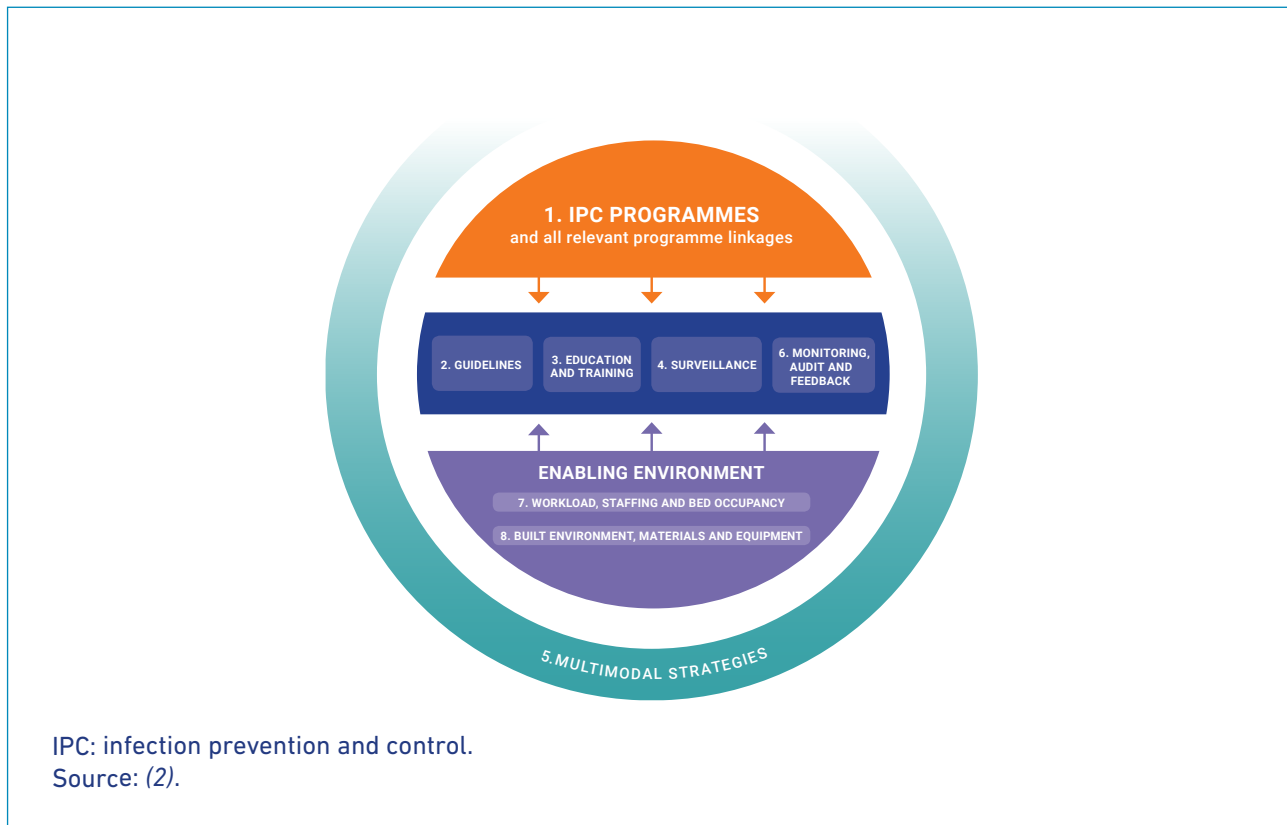 1. IPC PROGRAMMES
and all relevant programme linkages
2. GUIDELINES
3. EDUCATION
AND TRAINING
4. SURVEILLANCE
6. MONITORING,
AUDIT AND
FEEDBACK
ENABLING ENVIRONMENT
7. WORKLOAD, STAFFING AND BED OCCUPANCY
8. BUILT ENVIRONMENT, MATERIALS AND EQUIPMENT
5.MULTIMODAL STRATEGIES
IPC: infection prevention and control.
Source: (2).